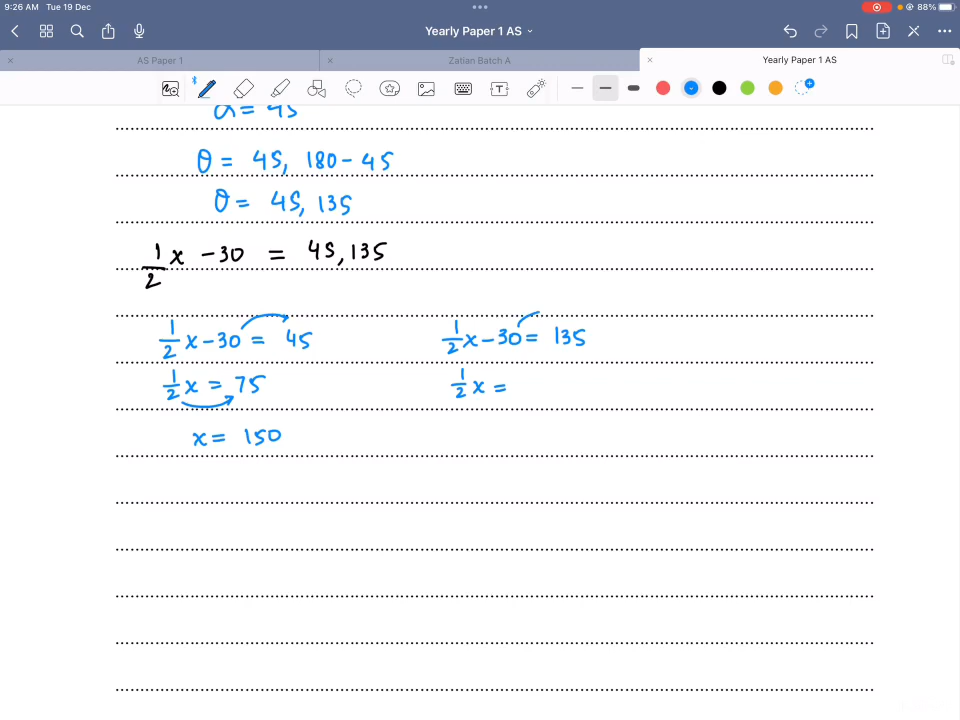 9:26 AM Tue 19 Dec
88%
Yearly Paper 1 AS
AS Paper 1
Zatian Batch A
Yearly Paper 1 AS
α = 45
θ = 45, 180 - 45
θ = 45, 135
1/2 x - 30 = 45, 135
1/2 x - 30 = 45
1/2 x - 30 = 135
1/2 x = 75
1/2 x =
x = 150